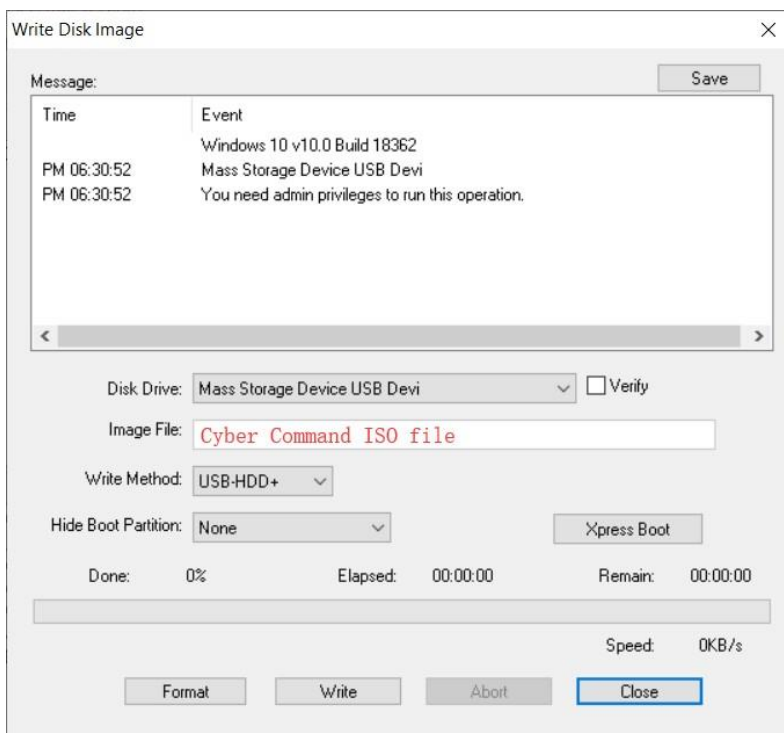 Write Disk Image
Message:
Save
Time Event
Windows 10 v10.0 Build 18362
PM 06:30:52 Mass Storage Device USB Devi
PM 06:30:52 You need admin privileges to run this operation.
Disk Drive: Mass Storage Device USB Devi Verify
Image File: Cyber Command ISO file
Write Method: USB-HDD+
Hide Boot Partition: None Xpress Boot
Done: 0% Elapsed: 00:00:00 Remain: 00:00:00
Speed: 0KB/s
Format Write Abort Close